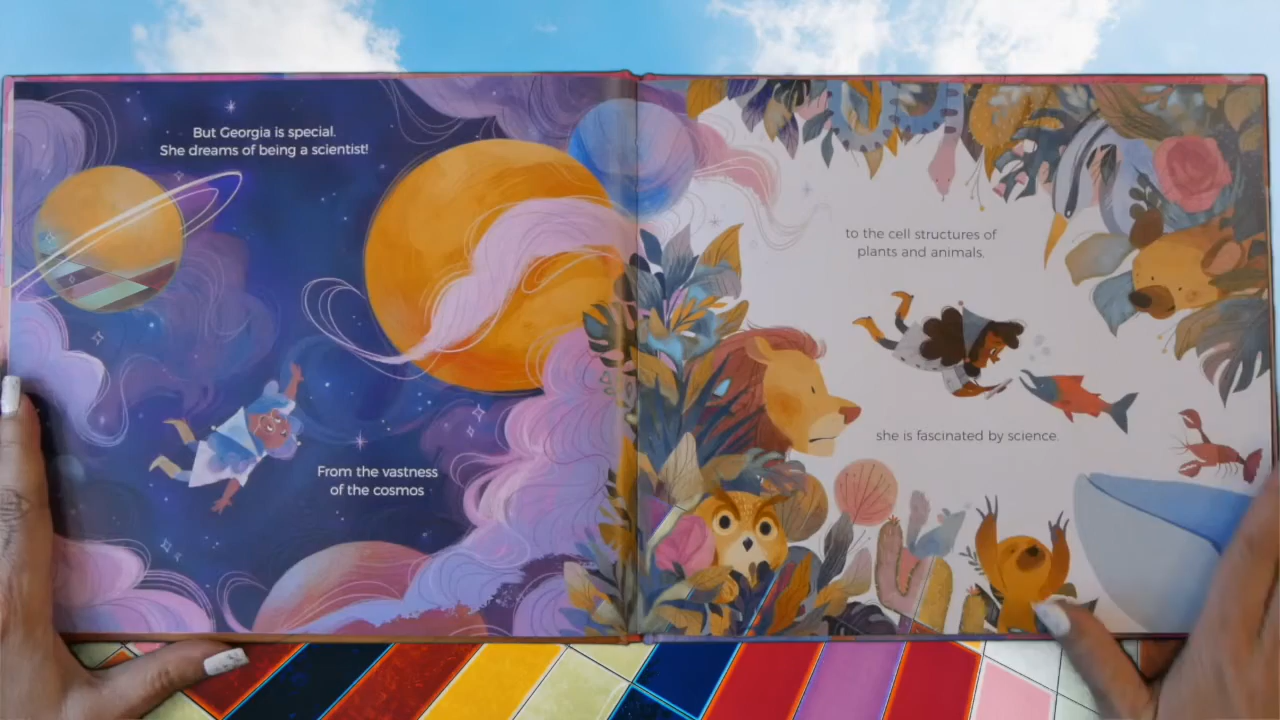 But Georgia is special.
She dreams of being a scientist!
From the vastness
of the cosmos
to the cell structures of
plants and animals.
she is fascinated by science.